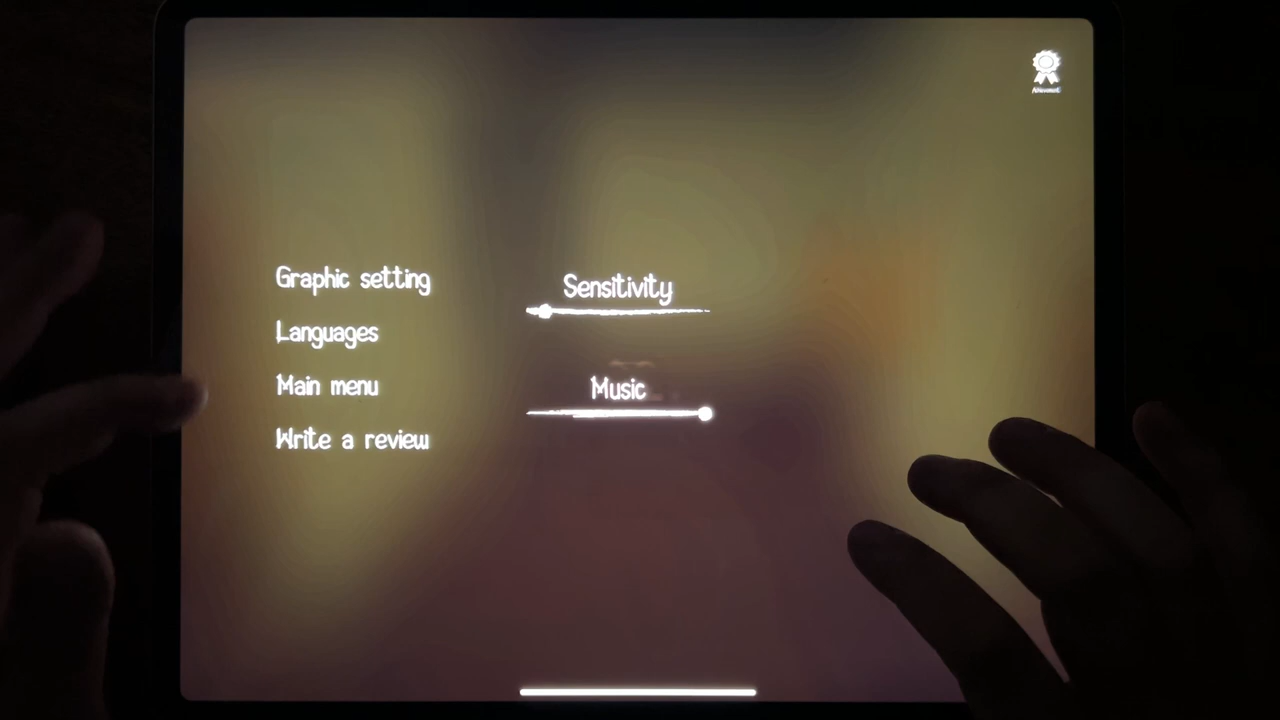 Graphic setting
Languages
Main menu
Write a review
Sensitivity
Music